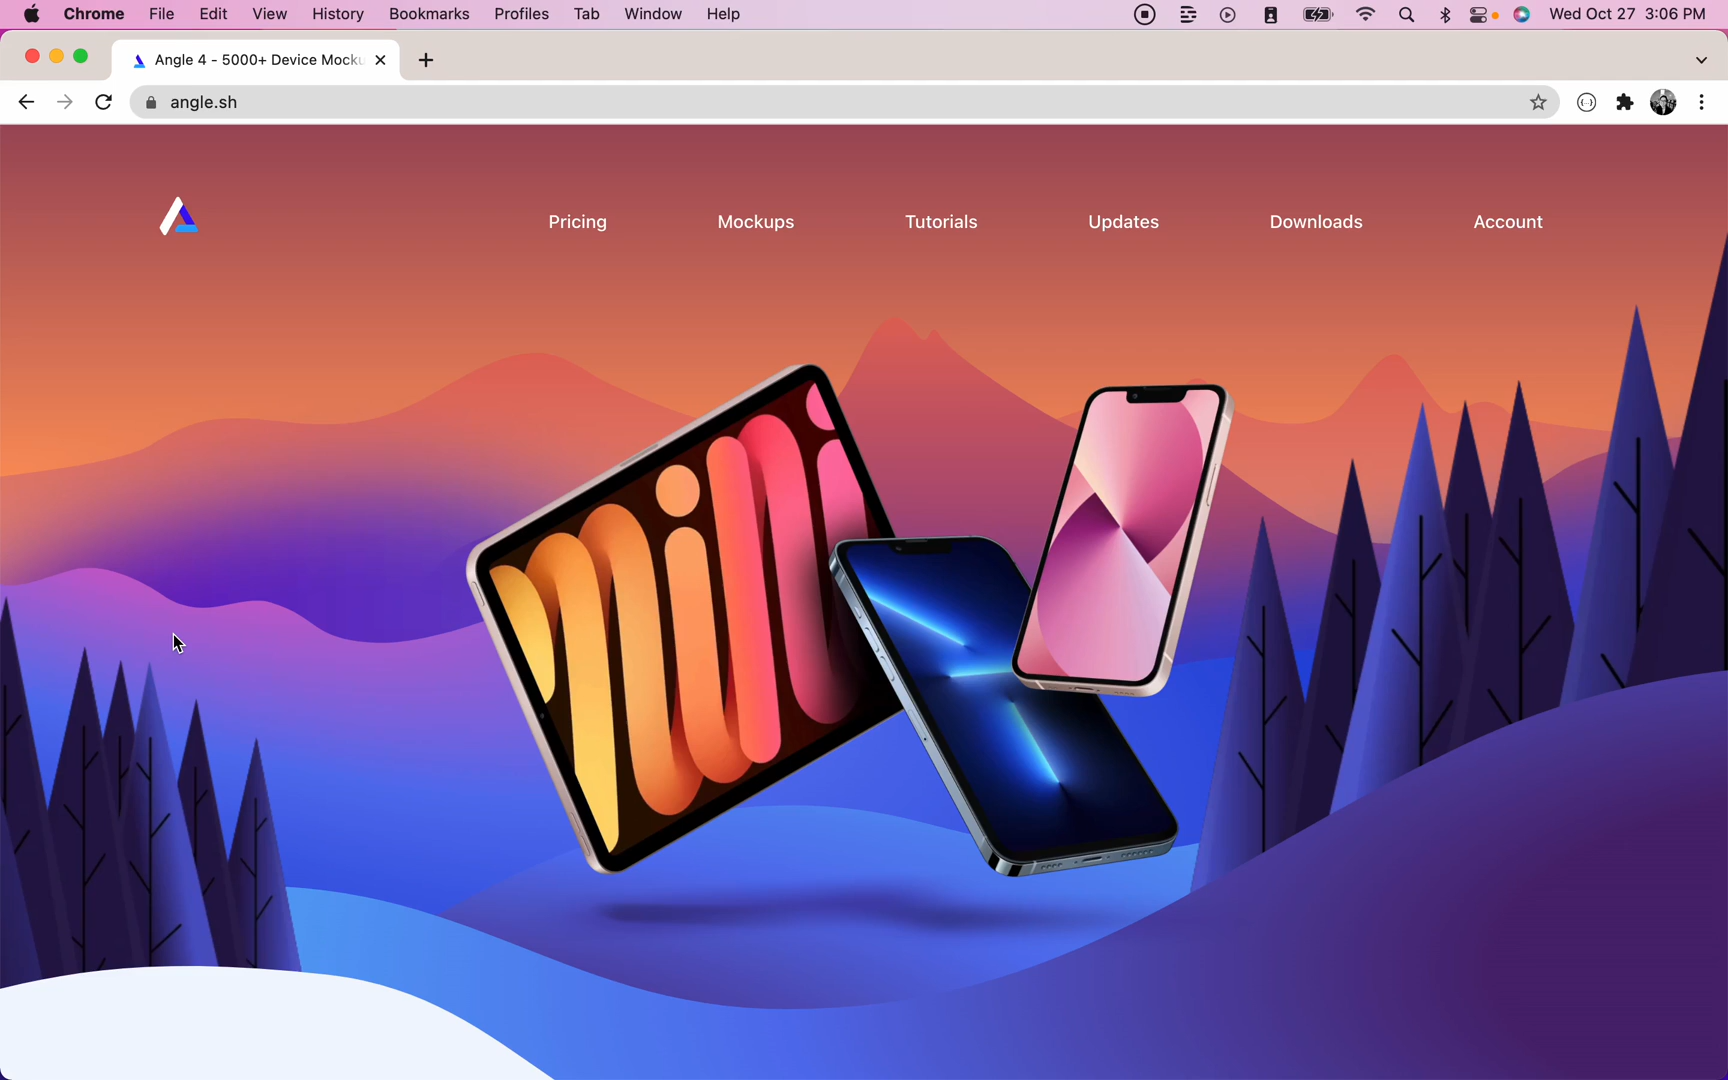 Chrome File Edit View History Bookmarks Profiles Tab Window Help Wed Oct 27 3:06 PM
Angle 4 - 5000+ Device Mocku
angle.sh
Pricing Mockups Tutorials Updates Downloads Account